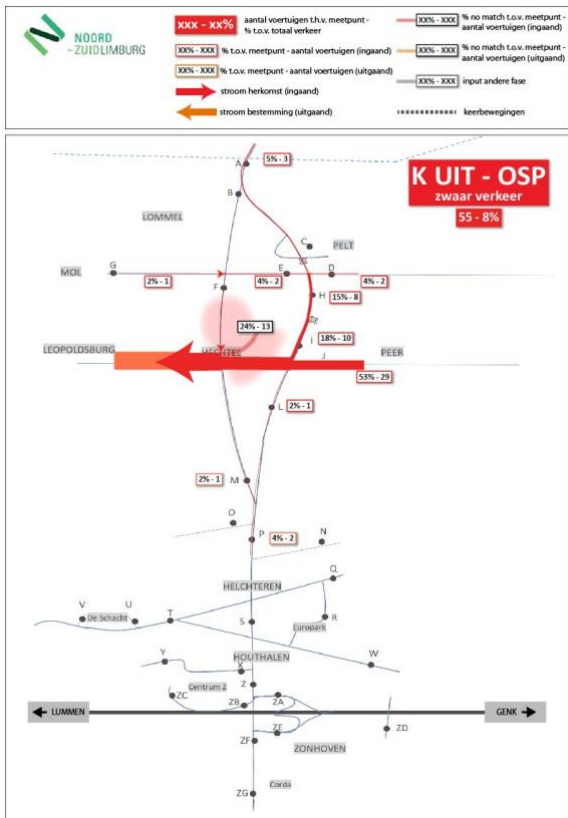 NOORD
-ZUIDLIMBURG
xxx - xx%
aantal voertuigen t.h.v. meetpunt -
% t.o.v. totaal verkeer
XX% - XXX
% t.o.v. meetpunt - aantal voertuigen (ingaand)
XX% - XXX
% t.o.v. meetpunt - aantal voertuigen (uitgaand)
stroom herkomst (ingaand)
stroom bestemming (uitgaand)
XX% - XXX
% no match t.o.v. meetpunt -
aantal voertuigen (ingaand)
XX% - XXX
% no match t.o.v. meetpunt -
aantal voertuigen (uitgaand)
XX% - XXX
input andere fase
keerbewegingen
K UIT - OSP
zwaar verkeer
55 - 8%
A
5% - 3
B
LOMMEL
C
PELT
MOL
G
E
D
2% - 1
4% - 2
4% - 2
F
H
15% - 8
gg
24% - 13
18% - 10
I
LEOPOLDSBURG
HECHTEL
J
PEER
53% - 29
2% - 1
L
2% - 1
M
O
P
4% - 2
N
HELCHTEREN
Q
V
U
De Schacht
T
S
R
Europark
HOUTHALEN
Y
W
Centrum Z
Z
ZC
ZB
ZA
LUMMEN
GENK
ZE
ZD
ZF
ZONHOVEN
ZG
Corda